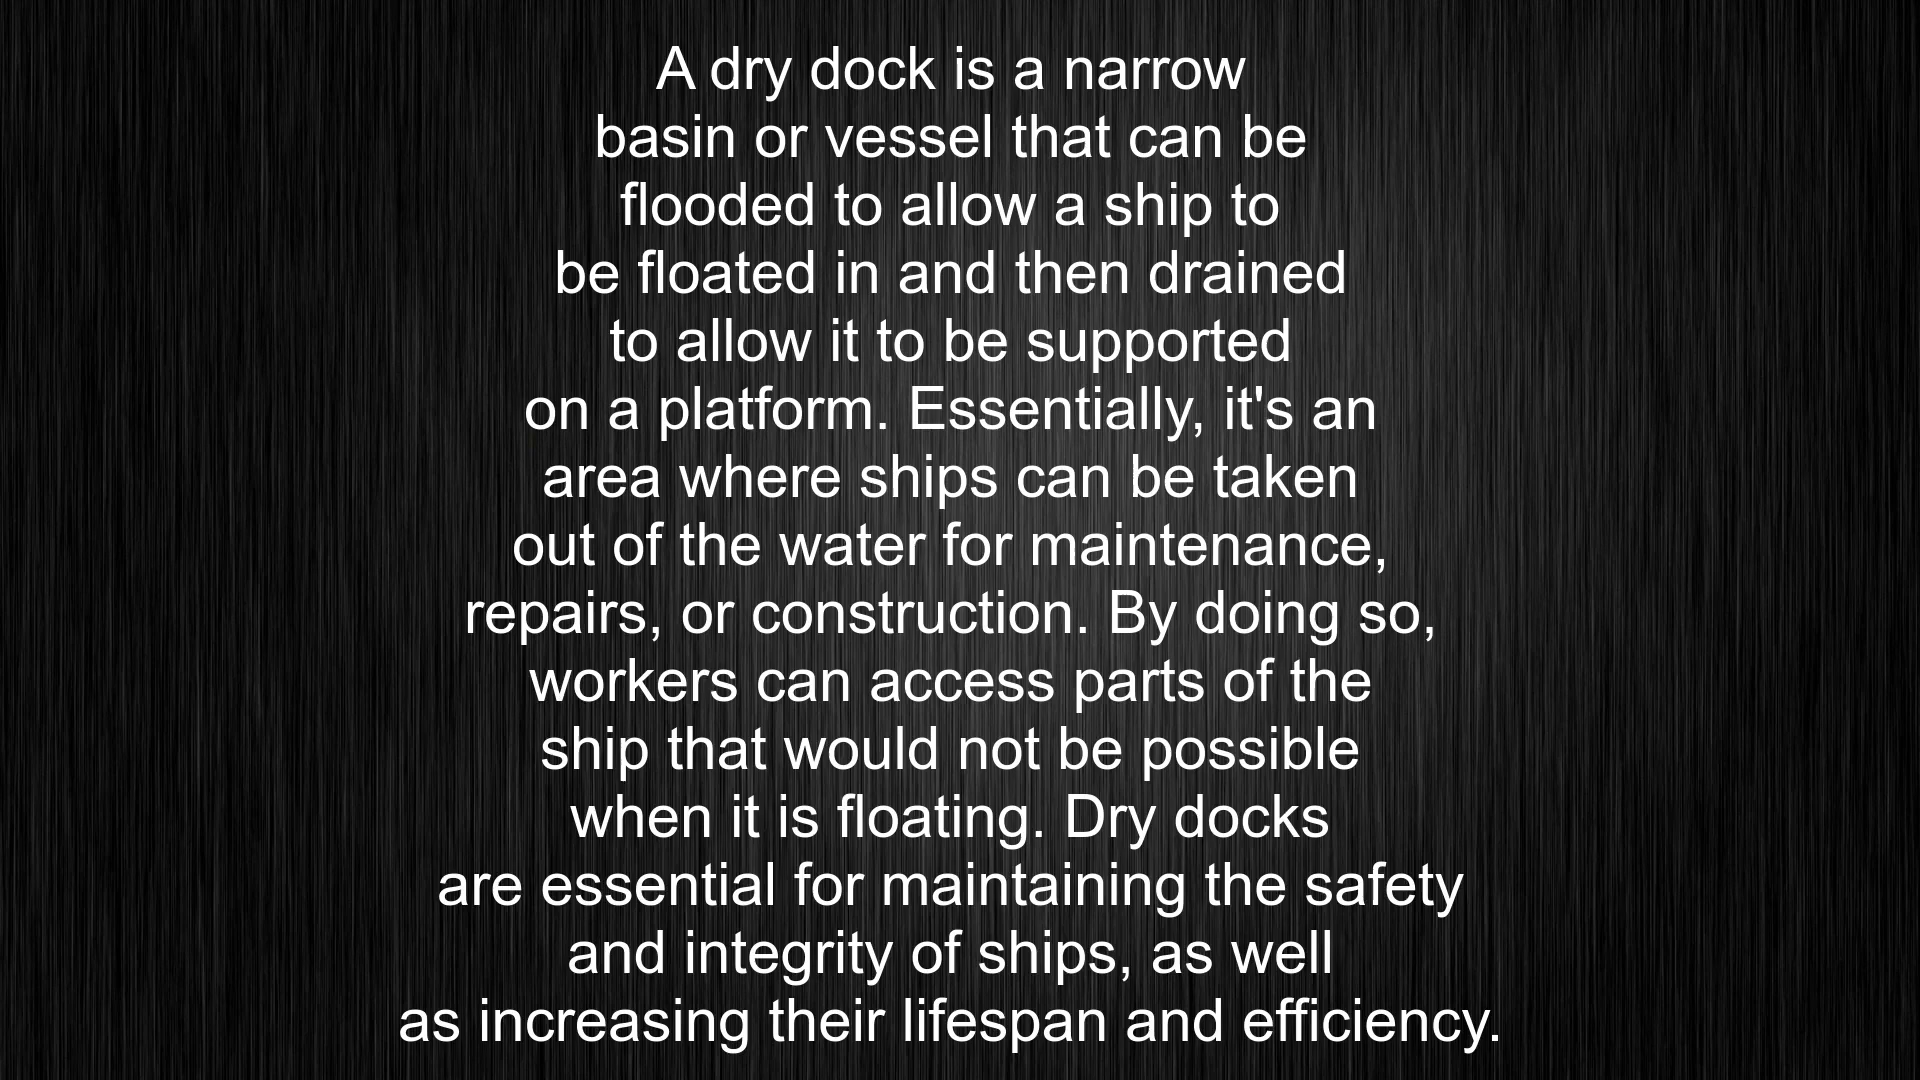 A dry dock is a narrow
basin or vessel that can be
flooded to allow a ship to
be floated in and then drained
to allow it to be supported
on a platform. Essentially, it's an
area where ships can be taken
out of the water for maintenance,
repairs, or construction. By doing so,
workers can access parts of the
ship that would not be possible
when it is floating. Dry docks
are essential for maintaining the safety
and integrity of ships, as well
as increasing their lifespan and efficiency.